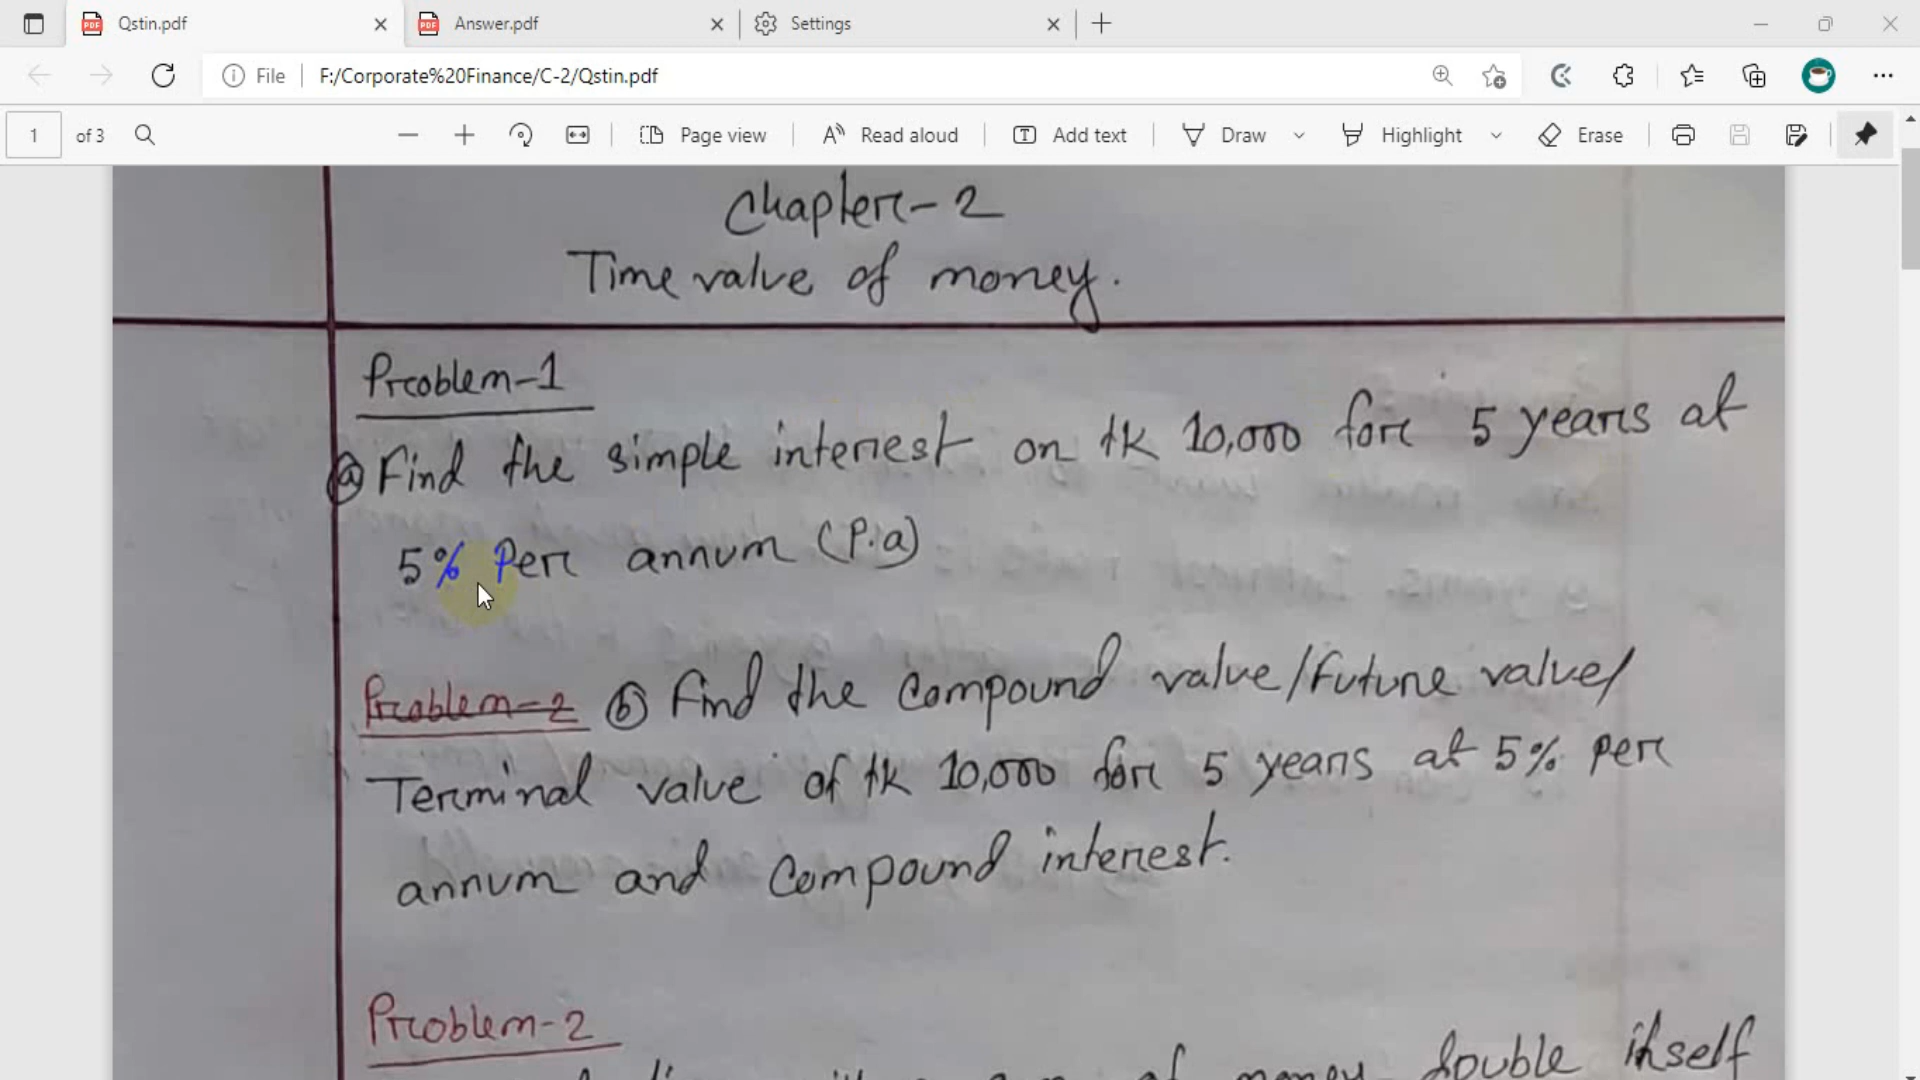 Qstin.pdf
Answer.pdf
Settings
File
F:/Corporate%20Finance/C-2/Qstin.pdf
1 of 3
Page view
Read aloud
Add text
Draw
Highlight
Erase
Chapter-2
Time value of money.
Problem-1
(a) Find the simple interest on tk 10,000 for 5 years at
5% Per annum (P.a)
Problem-2 (b) Find the compound value/Future value/
Terminal value of tk 10,000 for 5 years at 5% per
annum and compound interest.
Problem-2
of money double itself